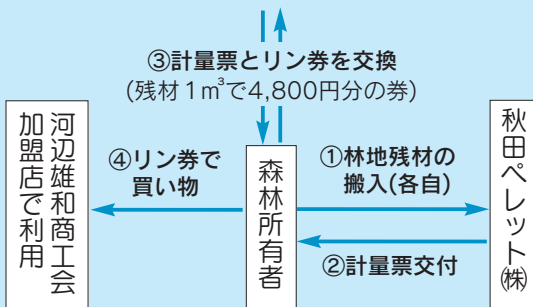 ③計量票とリン券を交換
(残材1㎥で4,800円分の券)
河辺雄和商工会
加盟店で利用
④リン券で
買い物
森林所有者
①林地残材の
搬入(各自)
②計量票交付
秋田ペレット㈱